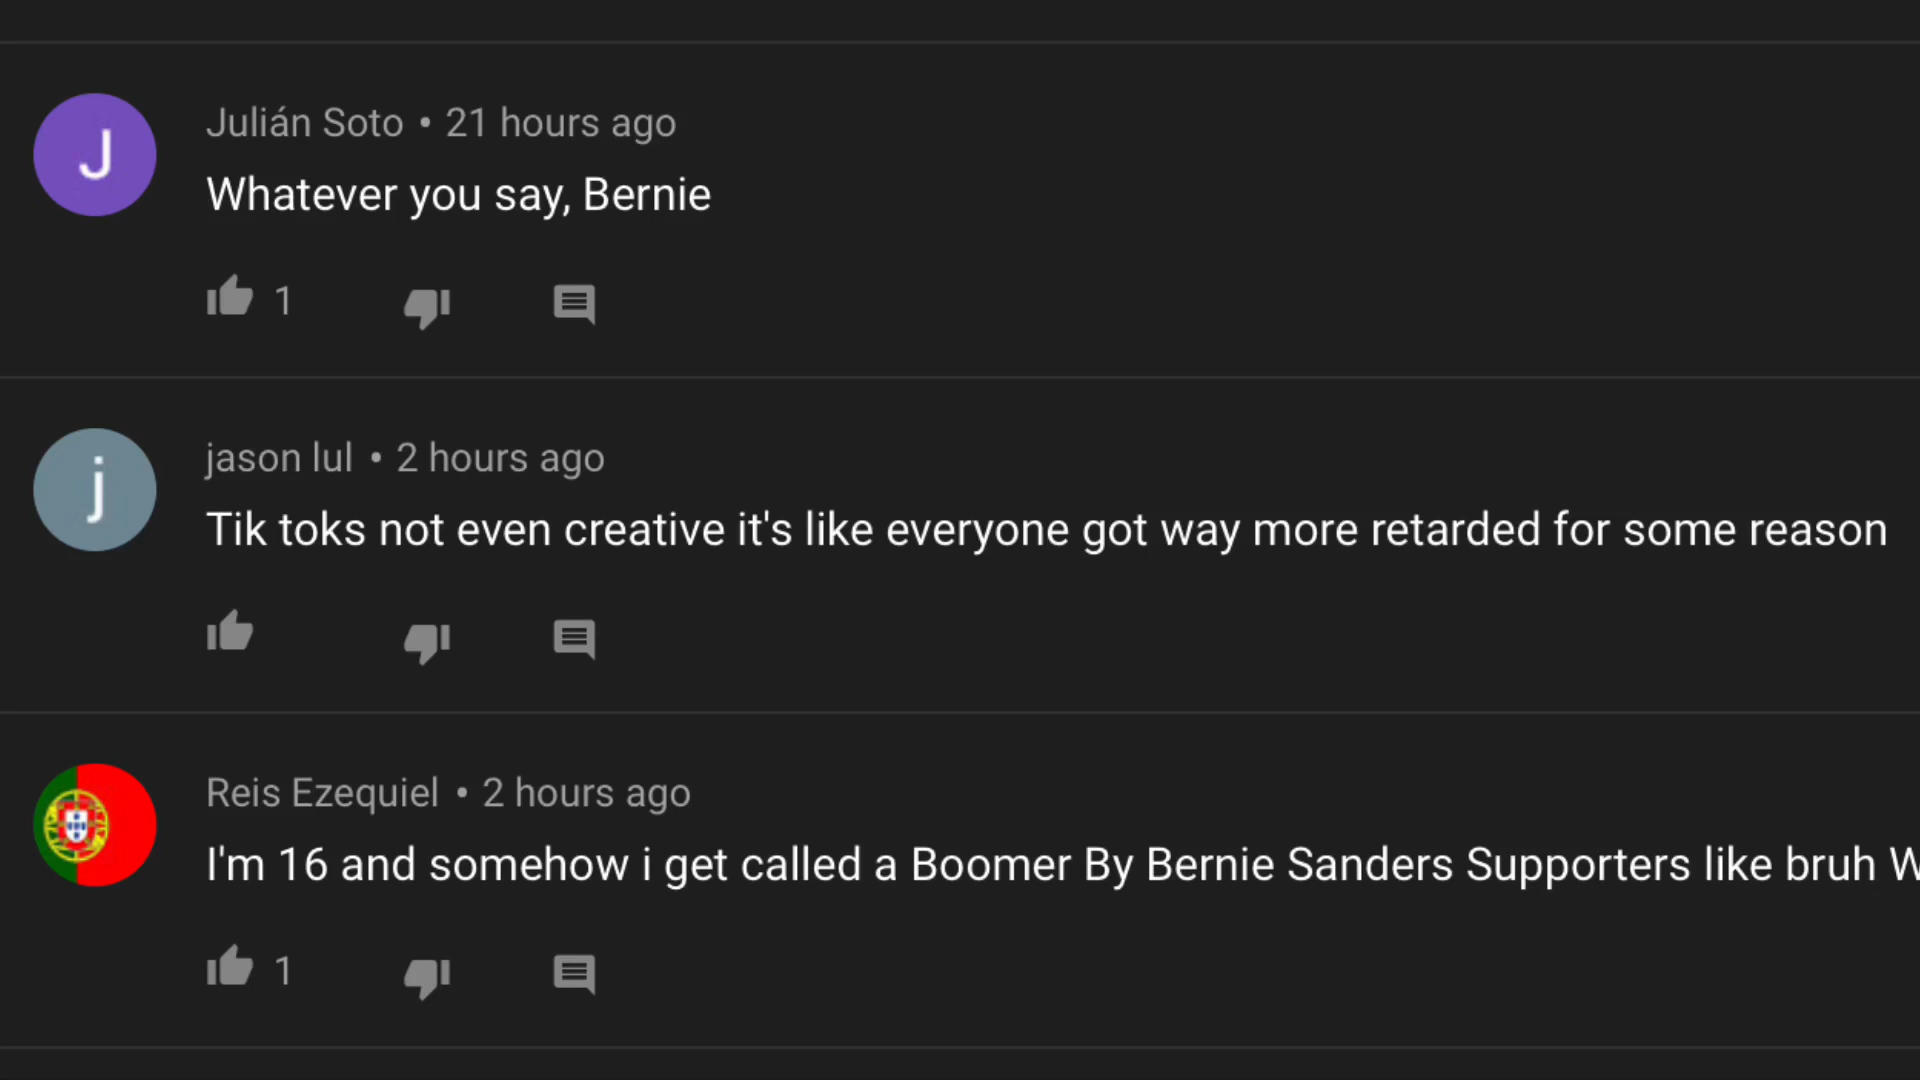 J
Julián Soto • 21 hours ago
Whatever you say, Bernie
1
j
jason lul • 2 hours ago
Tik toks not even creative it's like everyone got way more retarded for some reason
Reis Ezequiel • 2 hours ago
I'm 16 and somehow i get called a Boomer By Bernie Sanders Supporters like bruh
1